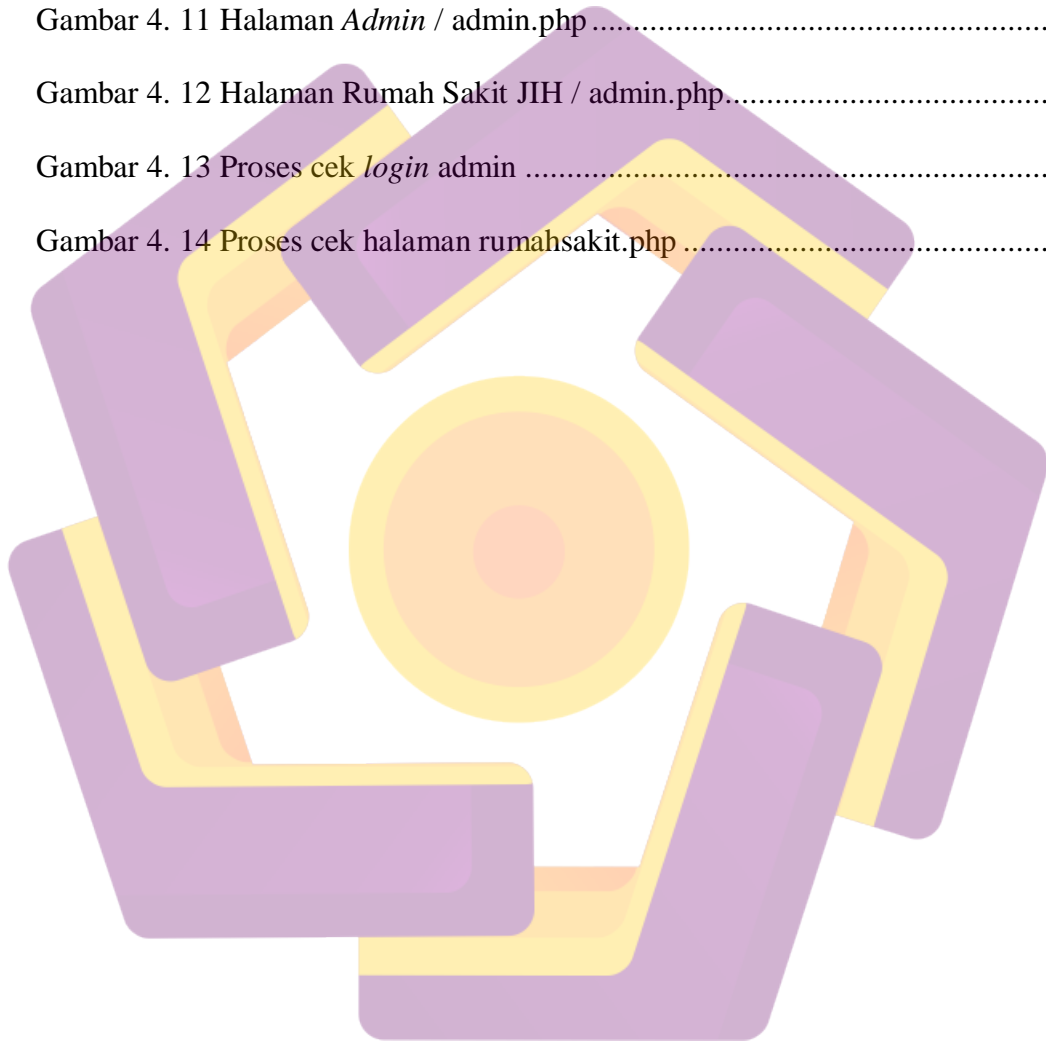 Gambar 4. 11 Halaman Admin / admin.php ........................................................
Gambar 4. 12 Halaman Rumah Sakit JIH / admin.php........................................
Gambar 4. 13 Proses cek login admin ................................................................
Gambar 4. 14 Proses cek halaman rumahsakit.php .............................................